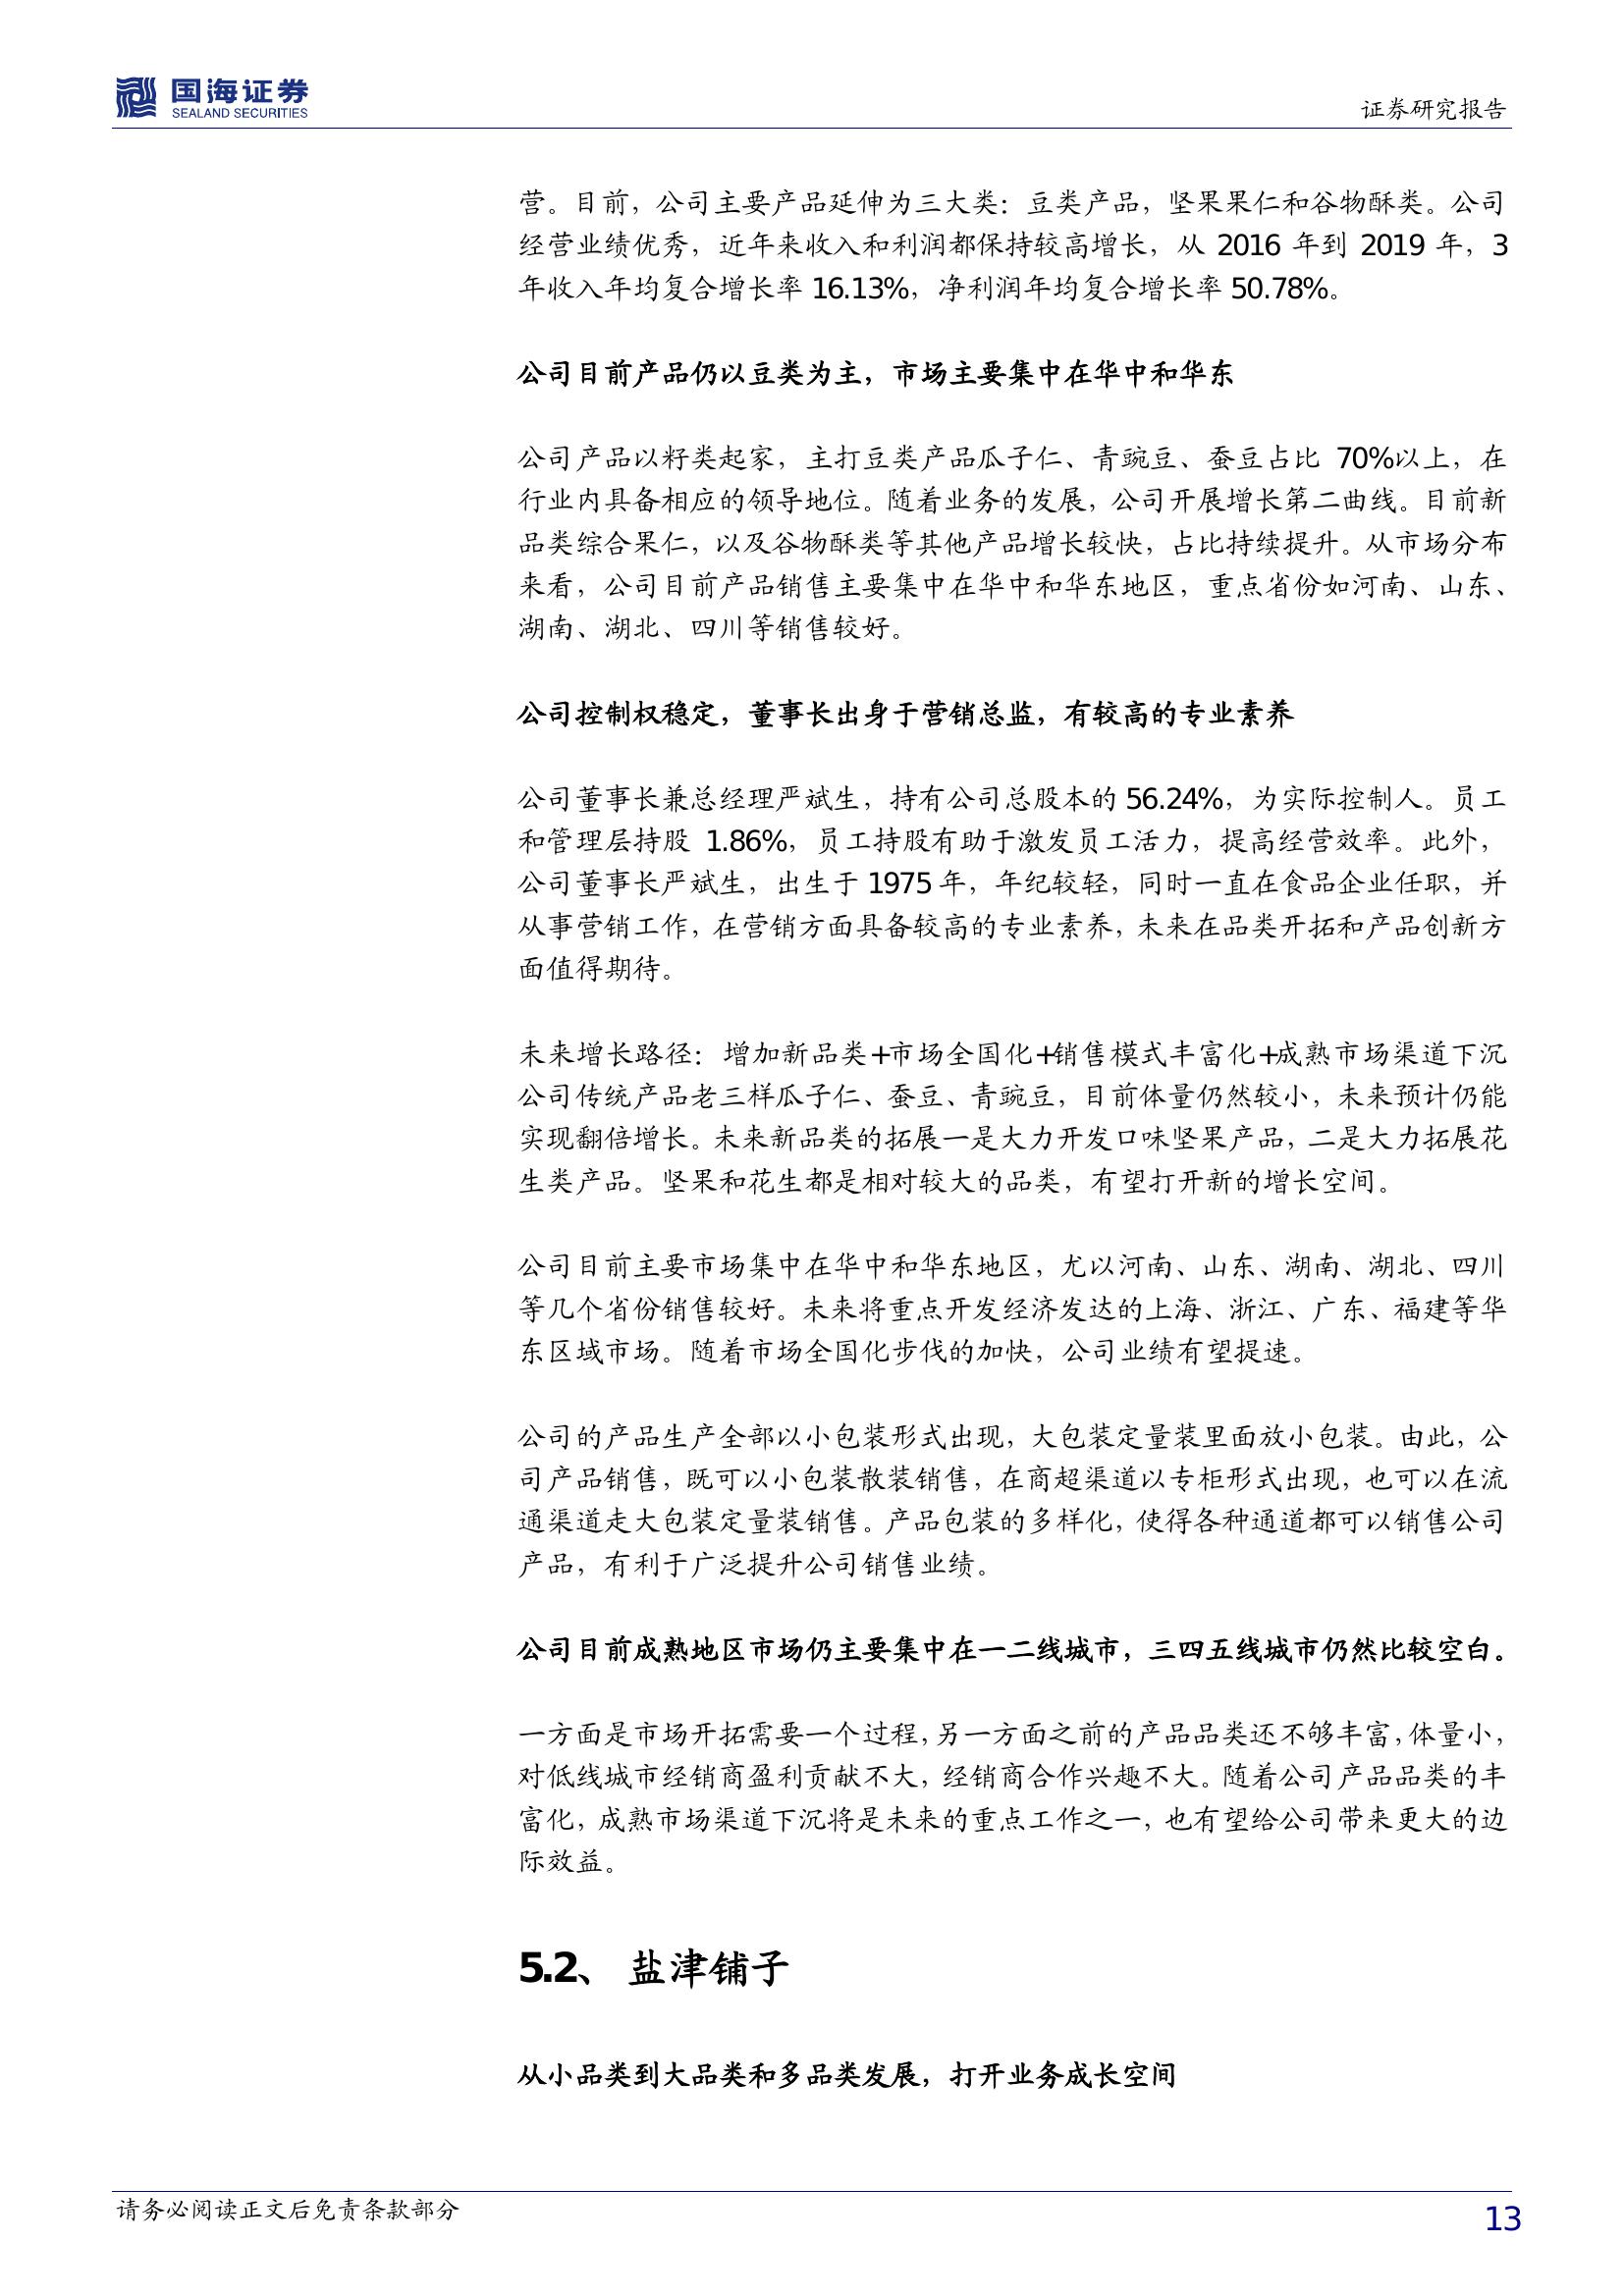 国海证券
SEALAND SECURITIES
证券研究报告
营。目前，公司主要产品延伸为三大类：豆类产品，坚果果仁和谷物酥类。公司
经营业绩优秀，近年来收入和利润都保持较高增长，从 2016 年到 2019 年，3
年收入年均复合增长率 16.13%，净利润年均复合增长率 50.78%。
公司目前产品仍以豆类为主，市场主要集中在华中和华东
公司产品以籽类起家，主打豆类产品瓜子仁、青豌豆、蚕豆占比 70%以上，在
行业内具备相应的领导地位。随着业务的发展，公司开展增长第二曲线。目前新
品类综合果仁，以及谷物酥类等其他产品增长较快，占比持续提升。从市场分布
来看，公司目前产品销售主要集中在华中和华东地区，重点省份如河南、山东、
湖南、湖北、四川等销售较好。
公司控制权稳定，董事长出身于营销总监，有较高的专业素养
公司董事长兼总经理严斌生，持有公司总股本的 56.24%，为实际控制人。员工
和管理层持股 1.86%，员工持股有助于激发员工活力，提高经营效率。此外，
公司董事长严斌生，出生于 1975 年，年纪较轻，同时一直在食品企业任职，并
从事营销工作，在营销方面具备较高的专业素养，未来在品类开拓和产品创新方
面值得期待。
未来增长路径：增加新品类+市场全国化+销售模式丰富化+成熟市场渠道下沉
公司传统产品老三样瓜子仁、蚕豆、青豌豆，目前体量仍然较小，未来预计仍能
实现翻倍增长。未来新品类的拓展一是大力开发口味坚果产品，二是大力拓展花
生类产品。坚果和花生都是相对较大的品类，有望打开新的增长空间。
公司目前主要市场集中在华中和华东地区，尤以河南、山东、湖南、湖北、四川
等几个省份销售较好。未来将重点开发经济发达的上海、浙江、广东、福建等华
东区域市场。随着市场全国化步伐的加快，公司业绩有望提速。
公司的产品生产全部以小包装形式出现，大包装定量装里面放小包装。由此，公
司产品销售，既可以小包装散装销售，在商超渠道以专柜形式出现，也可以在流
通渠道走大包装定量装销售。产品包装的多样化，使得各种通道都可以销售公司
产品，有利于广泛提升公司销售业绩。
公司目前成熟地区市场仍主要集中在一二线城市，三四五线城市仍然比较空白。
一方面是市场开拓需要一个过程，另一方面之前的产品品类还不够丰富，体量小，
对低线城市经销商盈利贡献不大，经销商合作兴趣不大。随着公司产品品类的丰
富化，成熟市场渠道下沉将是未来的重点工作之一，也有望给公司带来更大的边
际效益。
5.2、 盐津铺子
从小品类到大品类和多品类发展，打开业务成长空间
请务必阅读正文后免责条款部分
13